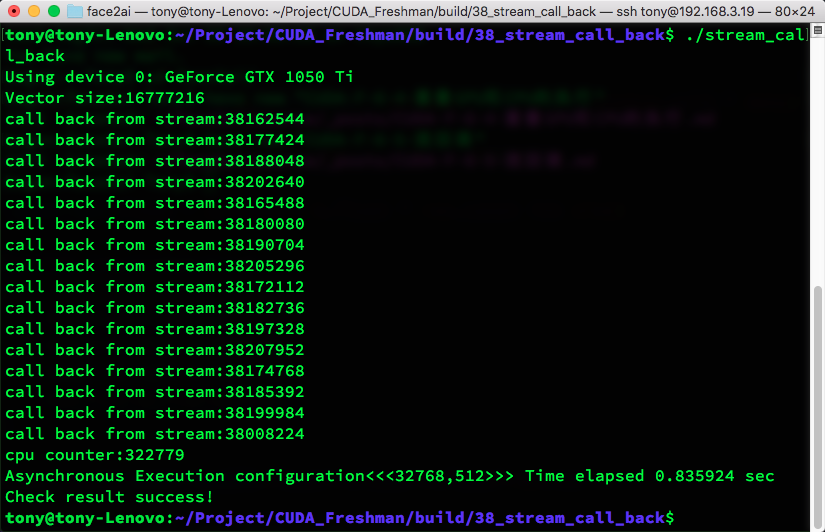 face2ai — tony@tony-Lenovo: ~/Project/CUDA_Freshman/build/38_stream_call_back — ssh tony@192.168.3.19 — 80×24
tony@tony-Lenovo:~/Project/CUDA_Freshman/build/38_stream_call_back$ ./stream_cal
l_back
Using device 0: GeForce GTX 1050 Ti
Vector size:16777216
call back from stream:38162544
call back from stream:38177424
call back from stream:38188048
call back from stream:38202640
call back from stream:38165488
call back from stream:38180080
call back from stream:38190704
call back from stream:38205296
call back from stream:38172112
call back from stream:38182736
call back from stream:38197328
call back from stream:38207952
call back from stream:38174768
call back from stream:38185392
call back from stream:38199984
call back from stream:38008224
cpu counter:322779
Asynchronous Execution configuration<<<32768,512>>> Time elapsed 0.835924 sec
Check result success!
tony@tony-Lenovo:~/Project/CUDA_Freshman/build/38_stream_call_back$